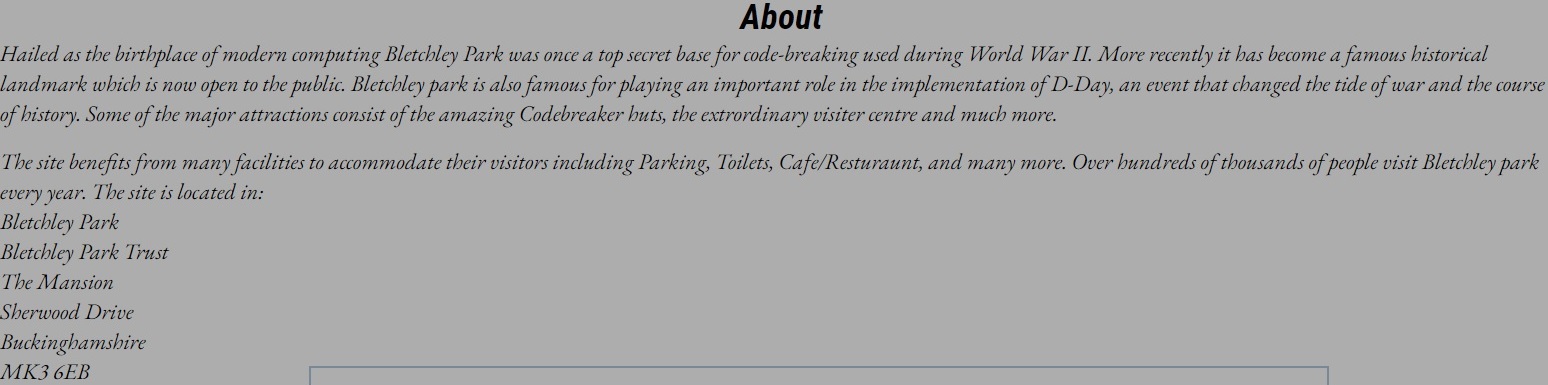 About
Hailed as the birthplace of modern computing Bletchley Park was once a top secret base for code-breaking used during World War II. More recently it has become a famous historical
landmark which is now open to the public. Bletchley park is also famous for playing an important role in the implementation of D-Day, an event that changed the tide of war and the course
of history. Some of the major attractions consist of the amazing Codebreaker huts, the extrordinary visiter centre and much more.
The site benefits from many facilities to accommodate their visitors including Parking, Toilets, Cafe/Resturaunt, and many more. Over hundreds of thousands of people visit Bletchley park
every year. The site is located in:
Bletchley Park
Bletchley Park Trust
The Mansion
Sherwood Drive
Buckinghamshire
MK3 6EB